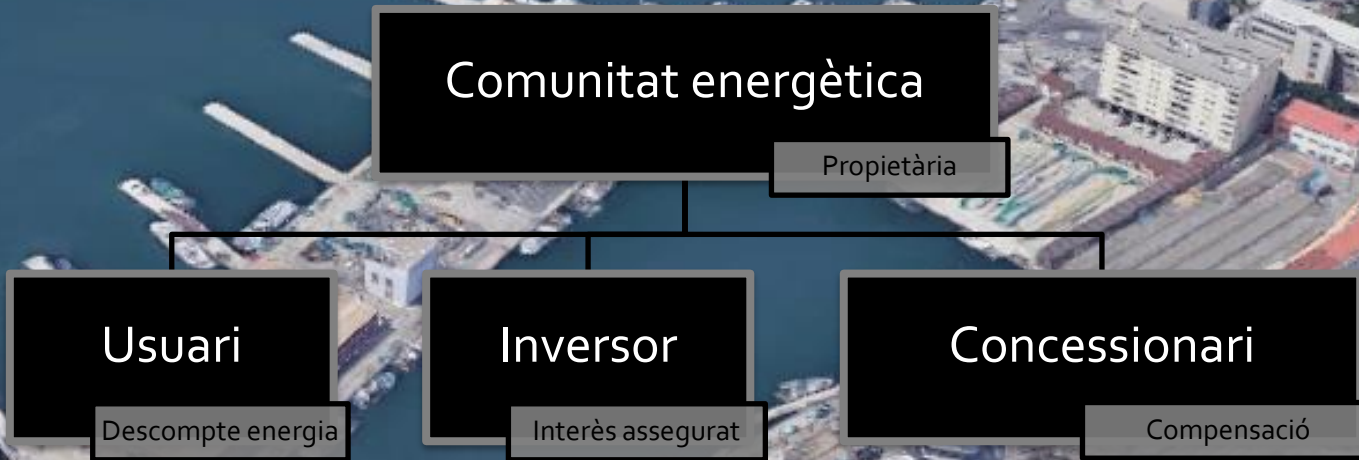 Comunitat energètica
Propietària
Usuari
Descompte energia
Inversor
Interès assegurat
Concessionari
Compensació